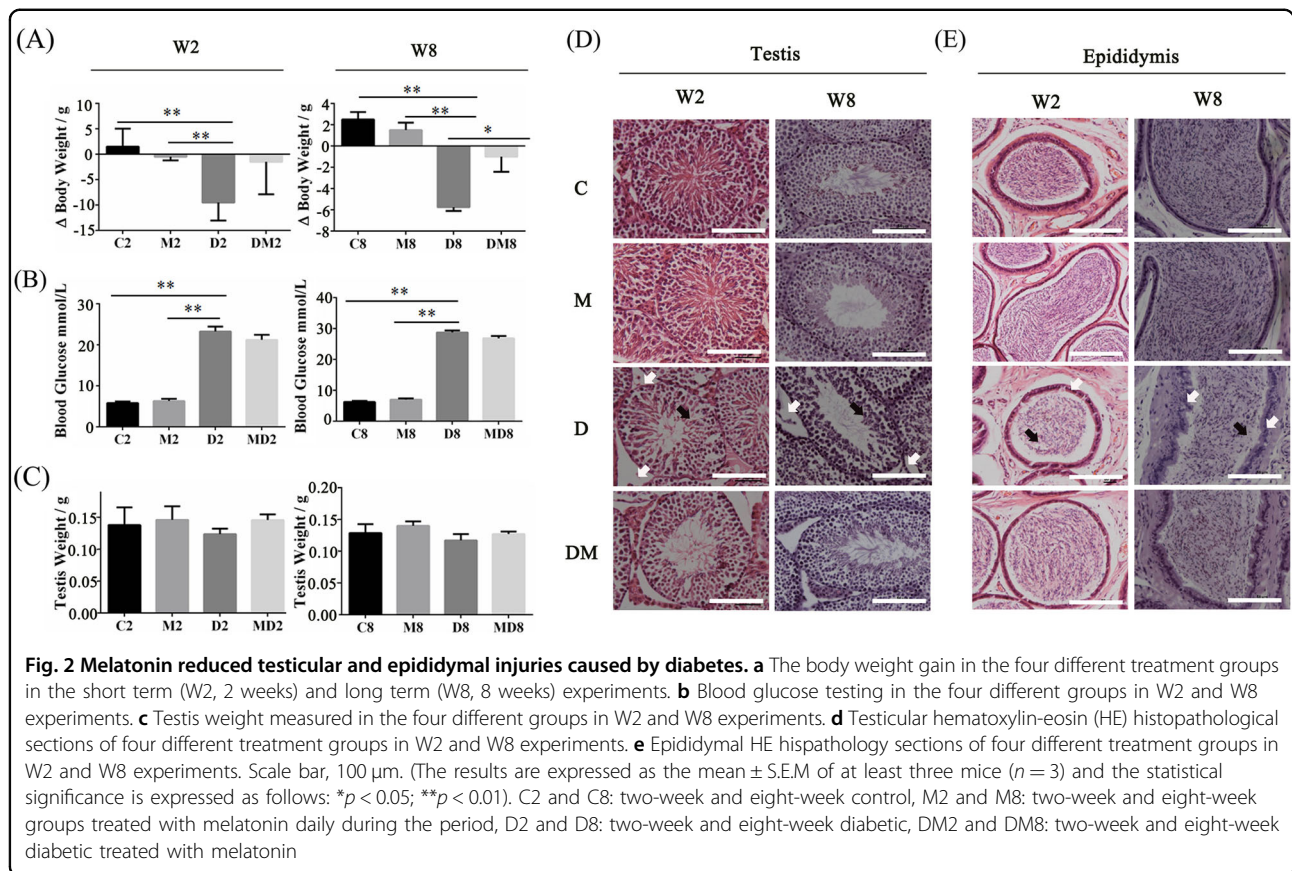 (A)
W2
W8
Δ Body Weight / g
10
5
0
-5
-10
-15
**
**
C2 M2 D2 DM2
Δ Body Weight / g
4
2
0
-2
-4
-6
-8
**
**
*
C8 M8 D8 DM8
(B)
Blood Glucose mmol/L
30
20
10
0
**
**
C2 M2 D2 MD2
Blood Glucose mmol/L
40
30
20
10
0
**
**
C8 M8 D8 MD8
(C)
Testis Weight / g
0.20
0.15
0.10
0.05
0.00
C2 M2 D2 MD2
Testis Weight / g
0.20
0.15
0.10
0.05
0.00
C8 M8 D8 MD8
(D)
Testis
W2 W8
C
M
D
DM
(E)
Epididymis
W2 W8
Fig. 2 Melatonin reduced testicular and epididymal injuries caused by diabetes. a The body weight gain in the four different treatment groups
in the short term (W2, 2 weeks) and long term (W8, 8 weeks) experiments. b Blood glucose testing in the four different groups in W2 and W8
experiments. c Testis weight measured in the four different groups in W2 and W8 experiments. d Testicular hematoxylin-eosin (HE) histopathological
sections of four different treatment groups in W2 and W8 experiments. e Epididymal HE hispathology sections of four different treatment groups in
W2 and W8 experiments. Scale bar, 100 μm. (The results are expressed as the mean ± S.E.M of at least three mice (n = 3) and the statistical
significance is expressed as follows: *p < 0.05; **p < 0.01). C2 and C8: two-week and eight-week control, M2 and M8: two-week and eight-week
groups treated with melatonin daily during the period, D2 and D8: two-week and eight-week diabetic, DM2 and DM8: two-week and eight-week
diabetic treated with melatonin